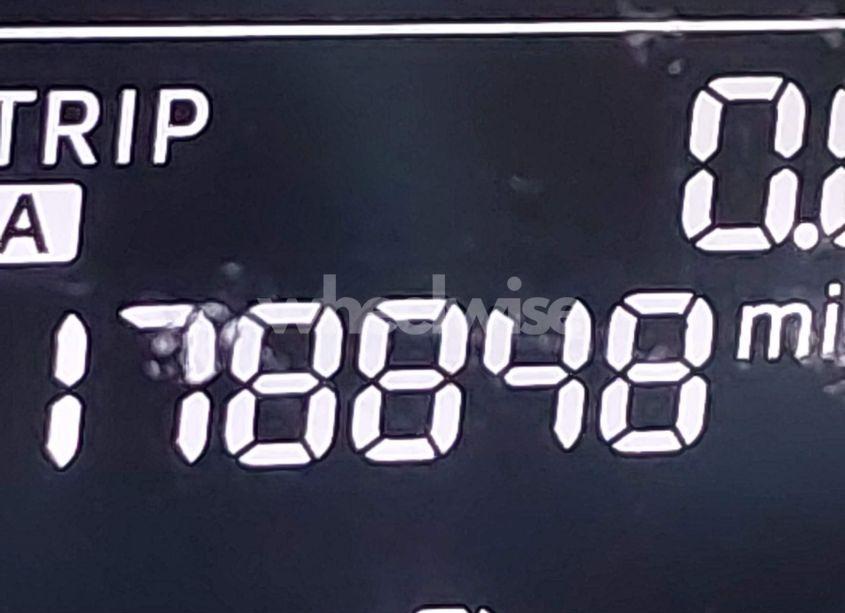 TRIP 0.
A
178848 mi
wheelwise